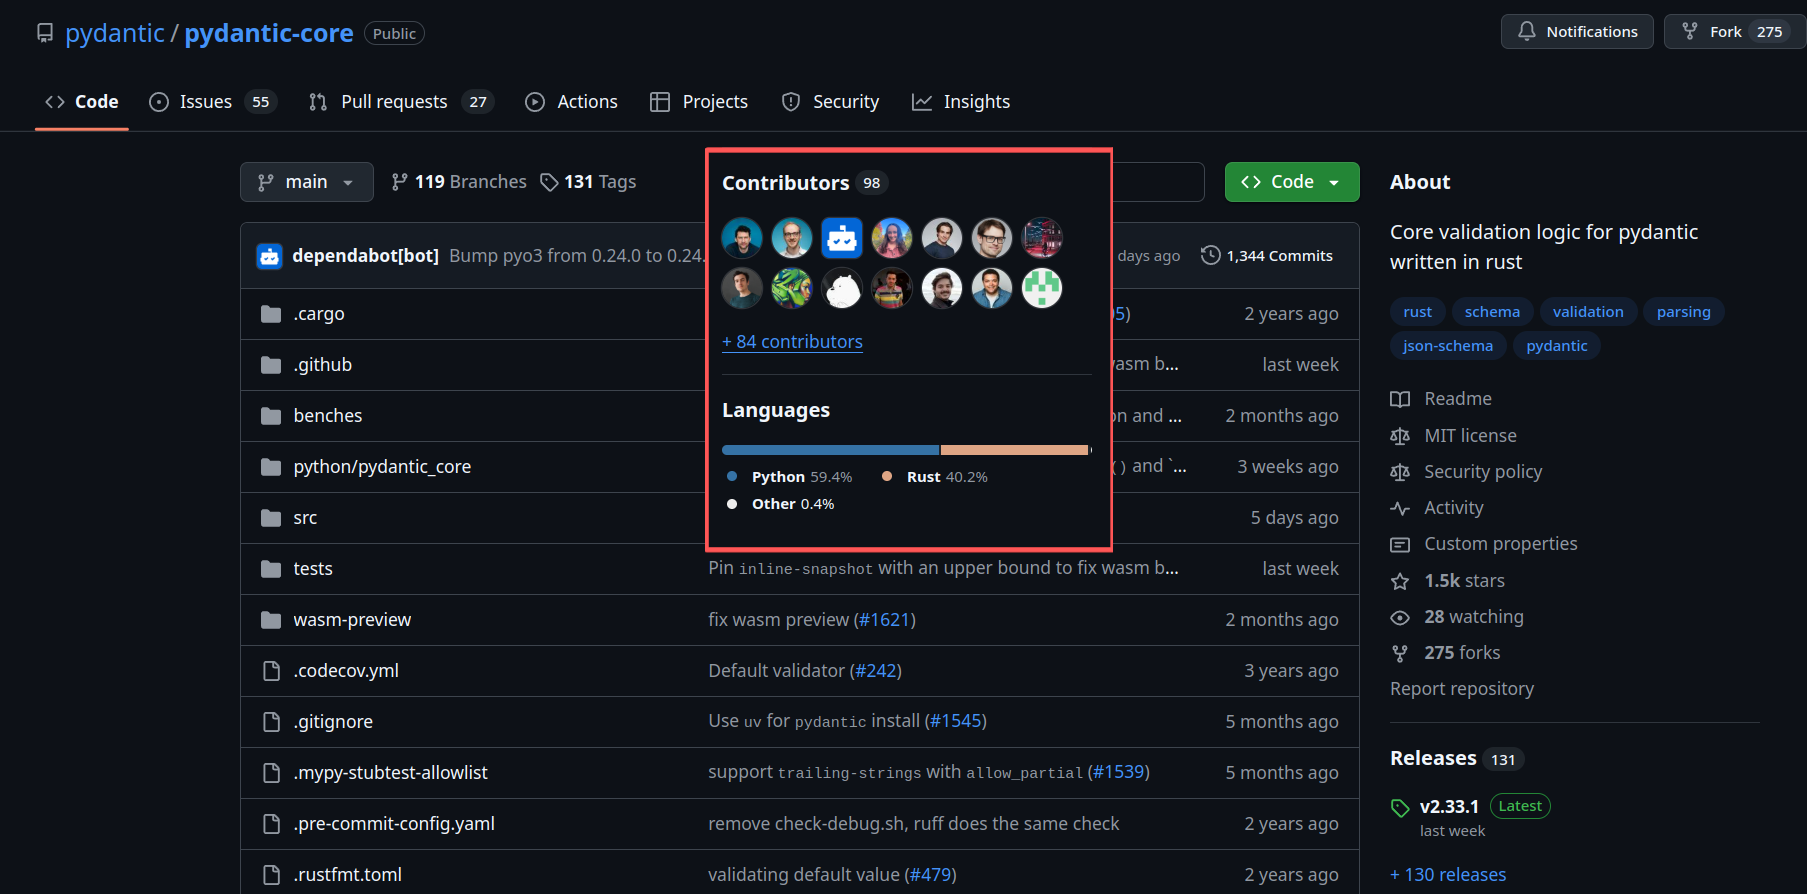 pydantic / pydantic-core Public
Notifications
Fork 275
Code
Issues 55
Pull requests 27
Actions
Projects
Security
Insights
main
119 Branches
131 Tags
Code
dependabot[bot] Bump pyo3 from 0.24.0 to 0.24.
days ago
1,344 Commits
.cargo
5)
2 years ago
.github
wasm b...
last week
benches
on and ...
2 months ago
python/pydantic_core
() and `...
3 weeks ago
src
5 days ago
tests
Pin inline-snapshot with an upper bound to fix wasm b...
last week
wasm-preview
fix wasm preview (#1621)
2 months ago
.codecov.yml
Default validator (#242)
3 years ago
.gitignore
Use uv for pydantic install (#1545)
5 months ago
.mypy-stubtest-allowlist
support trailing-strings with allow_partial (#1539)
5 months ago
.pre-commit-config.yaml
remove check-debug.sh, ruff does the same check
2 years ago
.rustfmt.toml
validating default value (#479)
2 years ago
Contributors 98
+ 84 contributors
Languages
Python 59.4%
Rust 40.2%
Other 0.4%
About
Core validation logic for pydantic
written in rust
rust schema validation parsing
json-schema pydantic
Readme
MIT license
Security policy
Activity
Custom properties
1.5k stars
28 watching
275 forks
Report repository
Releases 131
v2.33.1 Latest
last week
+ 130 releases